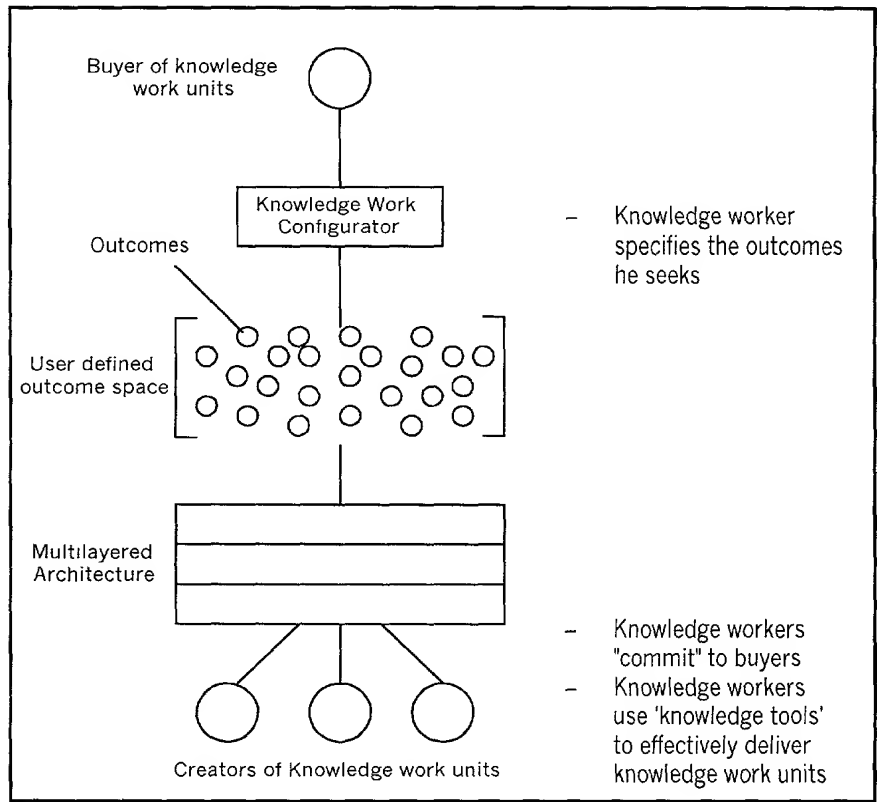 Buyer of knowledge
work units
Knowledge Work
Configurator
– Knowledge worker
specifies the outcomes
he seeks
Outcomes
User defined
outcome space
Multilayered
Architecture
– Knowledge workers
"commit" to buyers
– Knowledge workers
use 'knowledge tools'
to effectively deliver
knowledge work units
Creators of Knowledge work units